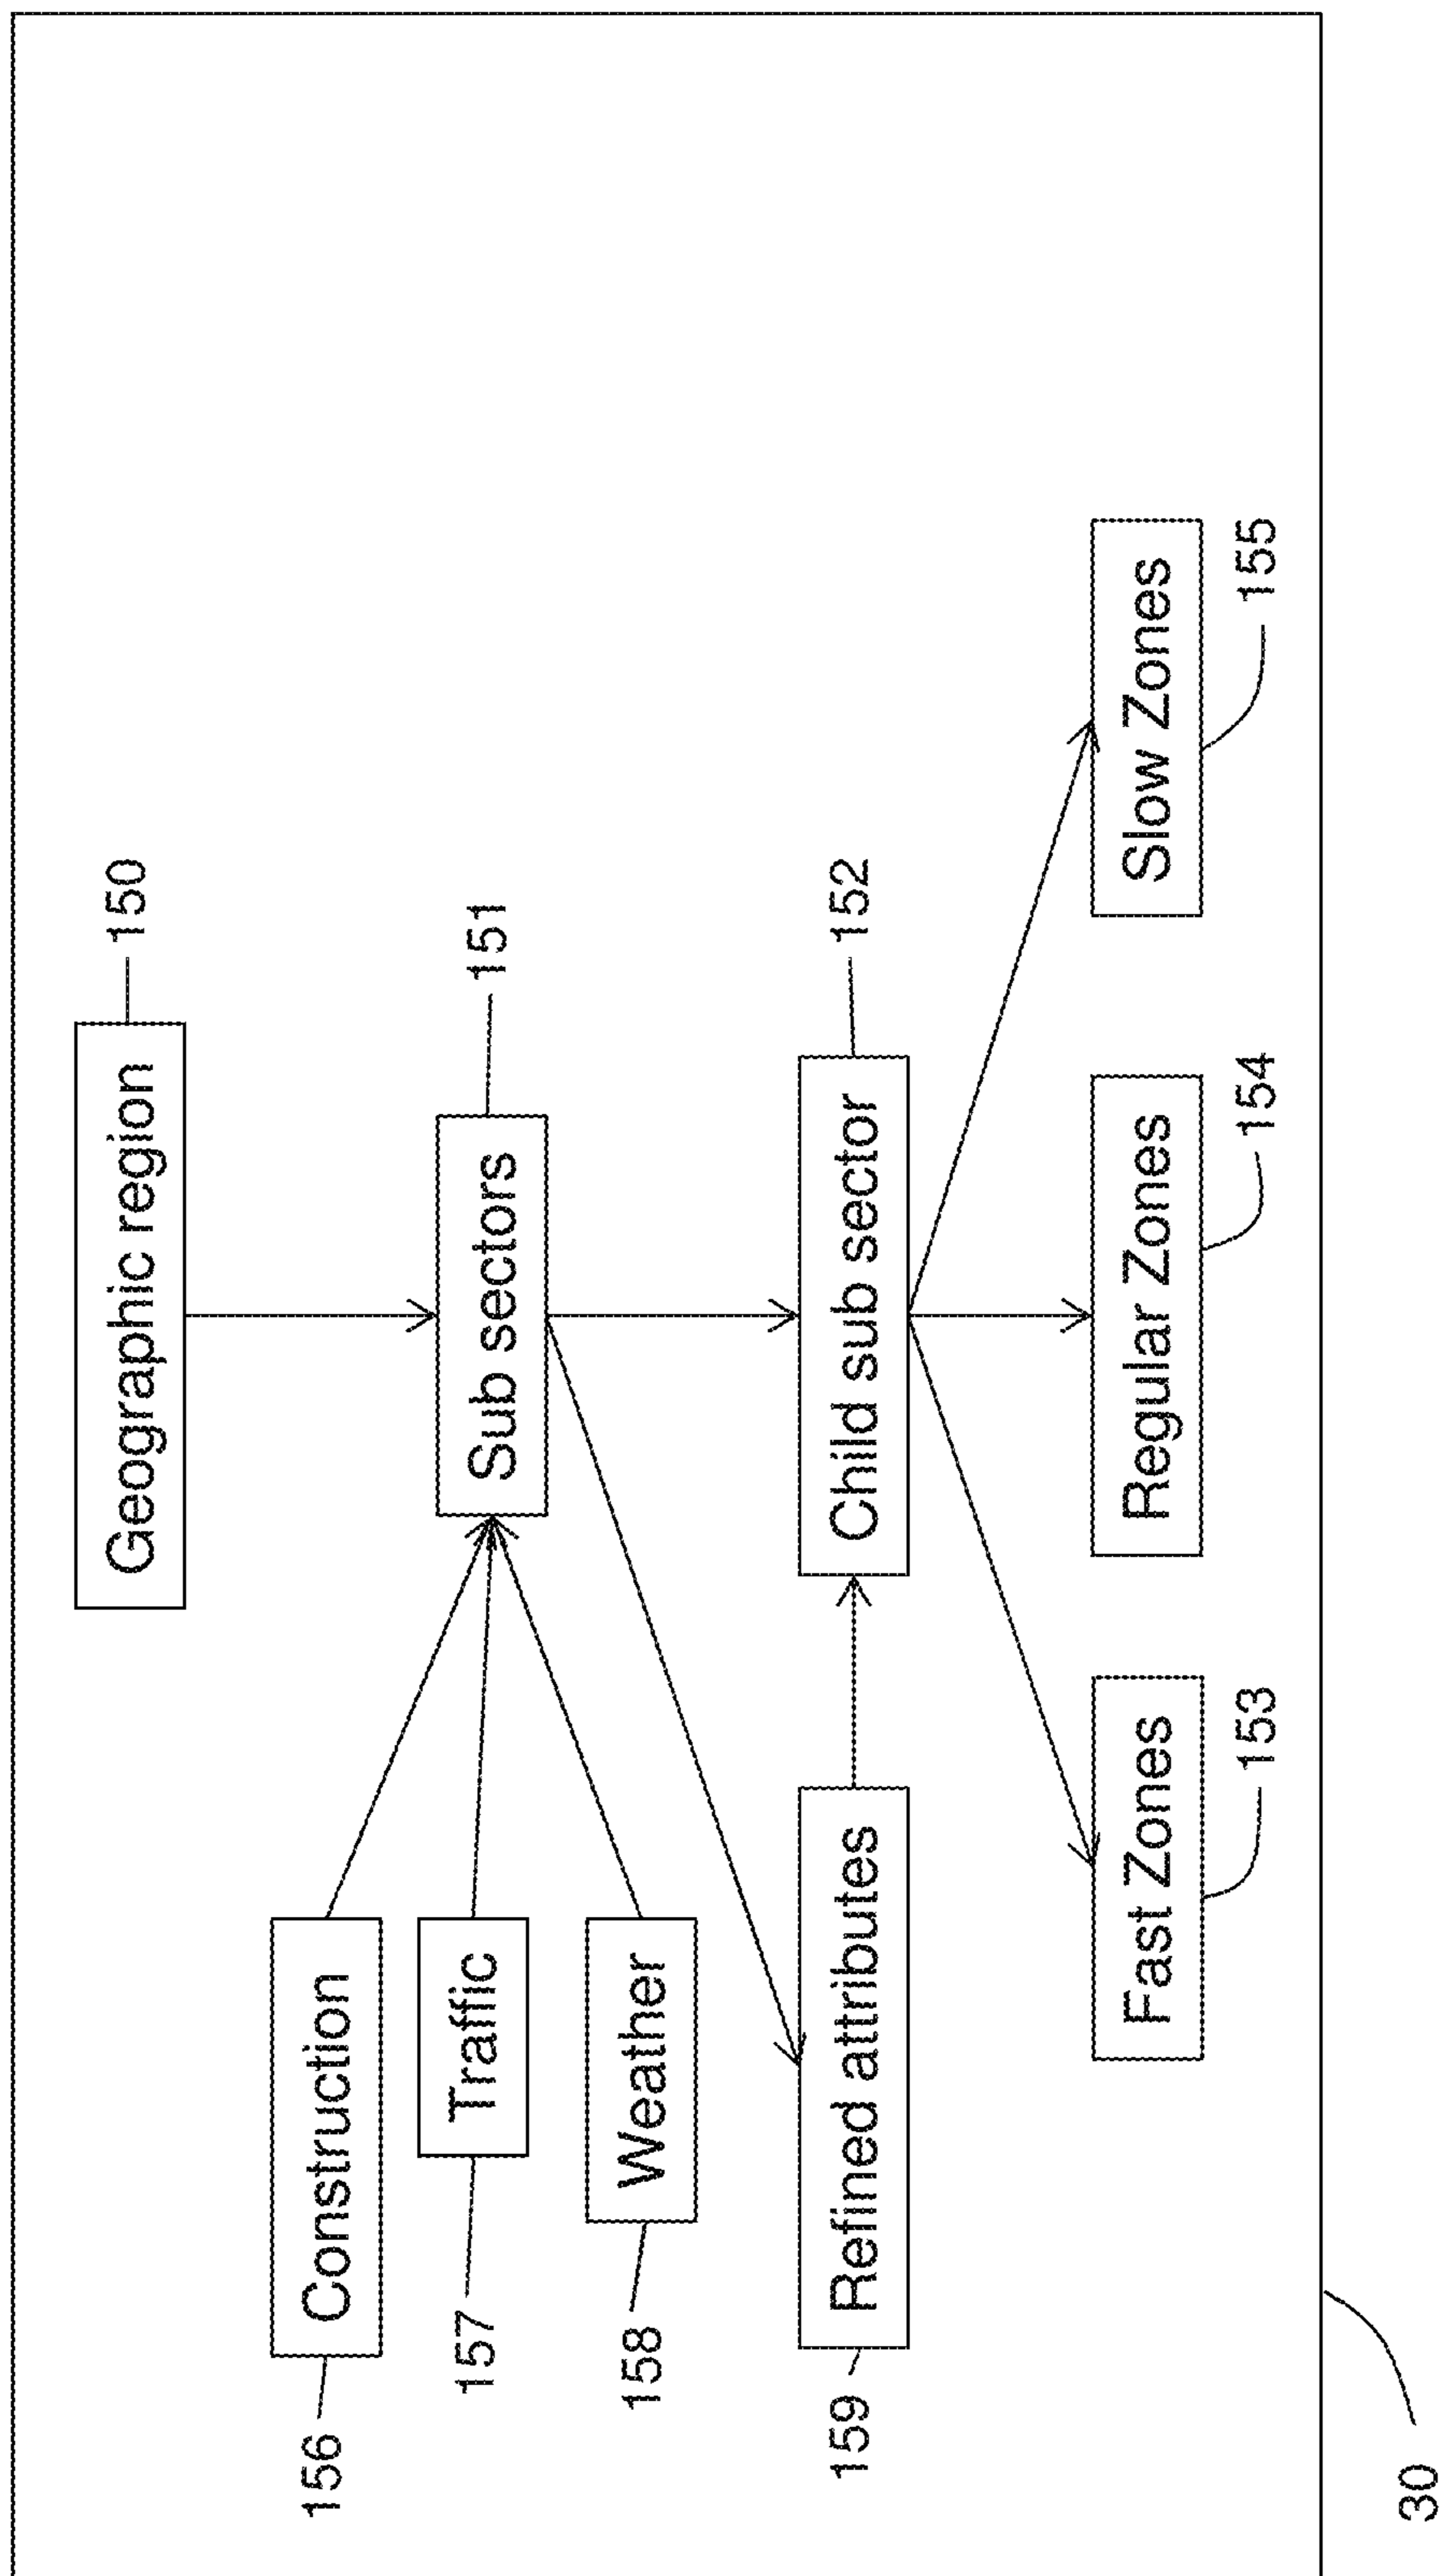 Geographic region
150
156
Construction
157
Traffic
Sub sectors
151
158
Weather
159
Refined attributes
Child sub sector
152
Fast Zones
Regular Zones
Slow Zones
153
154
155
30